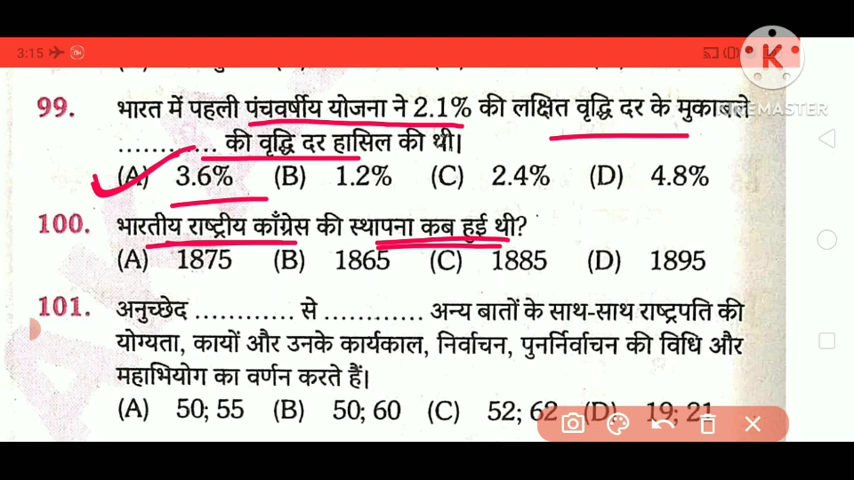 3:15
99. भारत में पहली पंचवर्षीय योजना ने 2.1% की लक्षित वृद्धि दर के मुकाबले
............ की वृद्धि दर हासिल की थी।
(A) 3.6% (B) 1.2% (C) 2.4% (D) 4.8%
100. भारतीय राष्ट्रीय काँग्रेस की स्थापना कब हुई थी?
(A) 1875 (B) 1865 (C) 1885 (D) 1895
101. अनुच्छेद ............ से ............ अन्य बातों के साथ-साथ राष्ट्रपति की
योग्यता, कायों और उनके कार्यकाल, निर्वाचन, पुनर्निर्वाचन की विधि और
महाभियोग का वर्णन करते हैं।
(A) 50; 55 (B) 50; 60 (C) 52; 62 (D) 19; 21